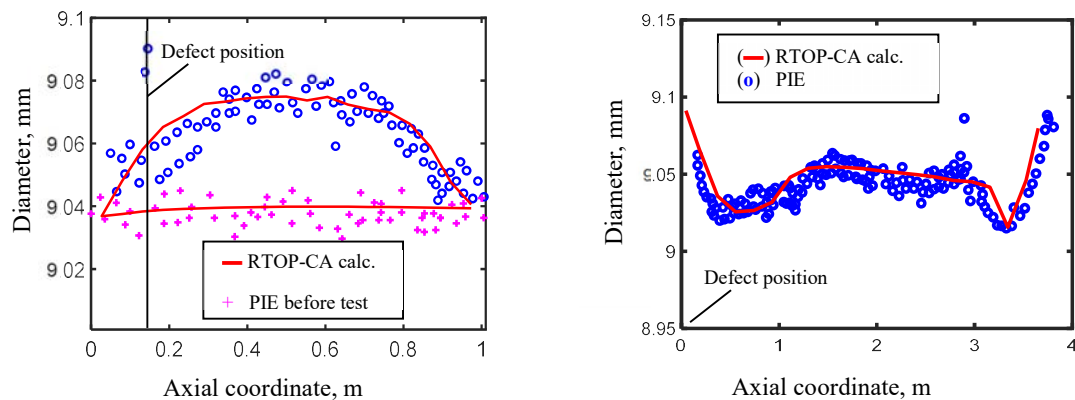 9.1
9 08
9 06
9 04
9 02
Diameter, mm
Defect position
RTOP-CA calc.
PIE before test
0
0.2
0.4
0.6
0.8
1
Axial coordinate, m
9.15
9.1
9.05
9
8.95
Diameter, mm
(—) RTOP-CA calc.
(o) PIE
Defect position
0
1
2
3
4
Axial coordinate, m